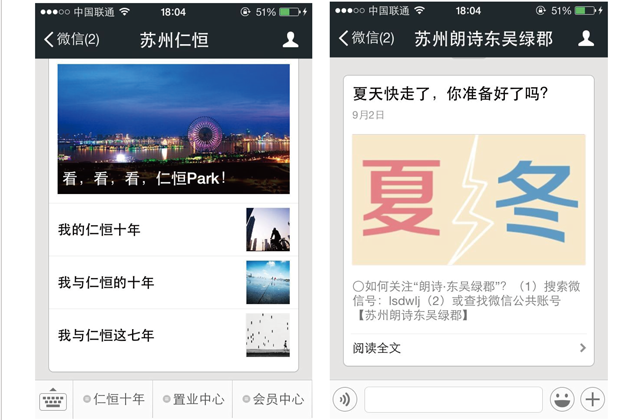 中国联通 18:04 51%
微信(2) 苏州仁恒
看，看，看，仁恒Park！
我的仁恒十年
我与仁恒的十年
我与仁恒这七年
仁恒十年 置业中心 会员中心
中国联通 18:04 51%
微信(2) 苏州朗诗东吴绿郡
夏天快走了，你准备好了吗?
9月2日
夏 冬
〇如何关注“朗诗·东吴绿郡”？（1）搜索微
信号：lsdwlj（2）或查找微信公共账号
【苏州朗诗东吴绿郡】
阅读全文